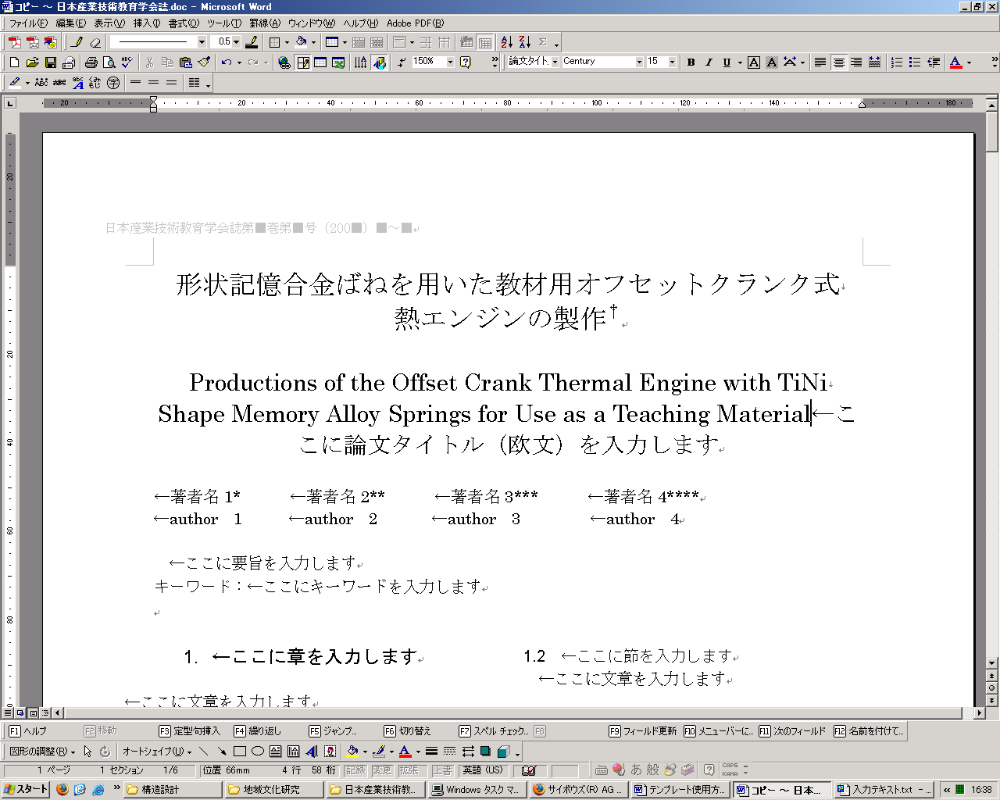 コピー ～ 日本産業技術教育学会誌.doc - Microsoft Word
ファイル(F) 編集(E) 表示(V) 挿入(I) 書式(O) ツール(T) 罫線(A) ウィンドウ(W) ヘルプ(H) Adobe PDF(B)
0.5
150% 論文タイト. Century 15 B I U A A A
20 20 40 60 80 100 120 140 180
日本産業技術教育学会誌第■巻第■号（200■）■～■
形状記憶合金ばねを用いた教材用オフセットクランク式
熱エンジンの製作†
Productions of the Offset Crank Thermal Engine with TiNi
Shape Memory Alloy Springs for Use as a Teaching Material←こ
こに論文タイトル（欧文）を入力します
←著者名 1* ←著者名 2** ←著者名 3*** ←著者名 4****
←author 1 ←author 2 ←author 3 ←author 4
←ここに要旨を入力します
キーワード：←ここにキーワードを入力します
1. ←ここに章を入力します
1.2 ←ここに節を入力します
←ここに文章を入力します
←ここに文章を入力します
F1 ヘルプ F2 移動 F3 定型句挿入 F4 繰り返し F5 ジャンプ... F6 切り替え F7 スペル チェック... F8 F9 フィールド更新 F10 メニューバーに... F11 次のフィールド F12 名前を付けて...
図形の調整(R) オートシェイプ(U)
1 ページ 1 セクション 1/6 位置 66mm 4 行 58 桁 記録 変更 拡張 上書 英語 (US) あ 般 CAPS KANA
スタート 構造設計 地域文化研究 日本産業技術教... Windows タスク マ... サイボウズ(R) AG ... テンプレート使用方... コピー ～ 日本... 入力テキスト.txt - ... 16:38